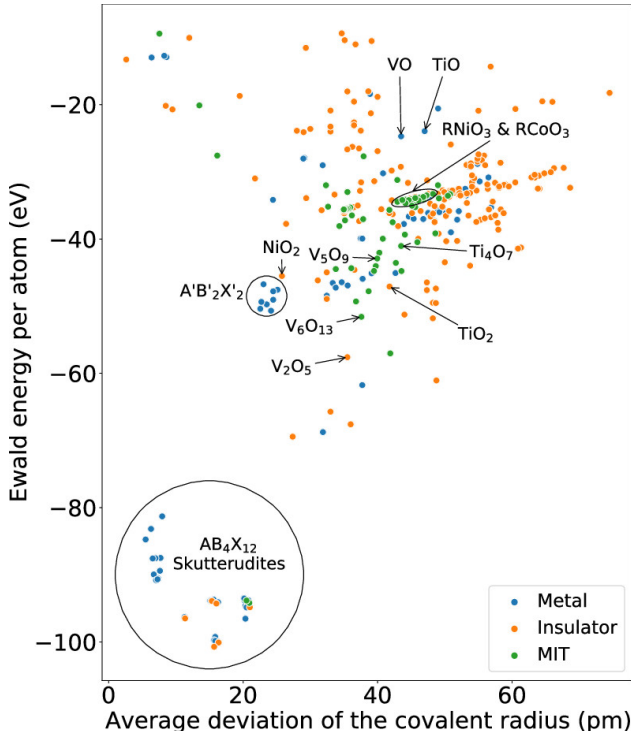 VO TiO
−20
RNiO₃ & RCoO₃
−40
NiO₂ V₅O₉ Ti₄O₇
A'B'₂X'₂
V₆O₁₃ TiO₂
V₂O₅
−60
−80
AB₄X₁₂
Skutterudites
−100
Ewald energy per atom (eV)
Metal
Insulator
MIT
0 20 40 60
Average deviation of the covalent radius (pm)